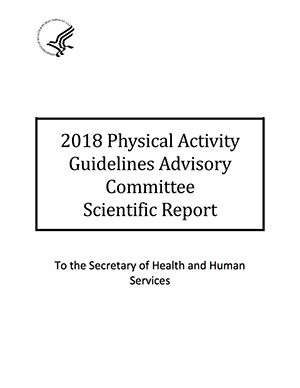 2018 Physical Activity
Guidelines Advisory
Committee
Scientific Report
To the Secretary of Health and Human
Services